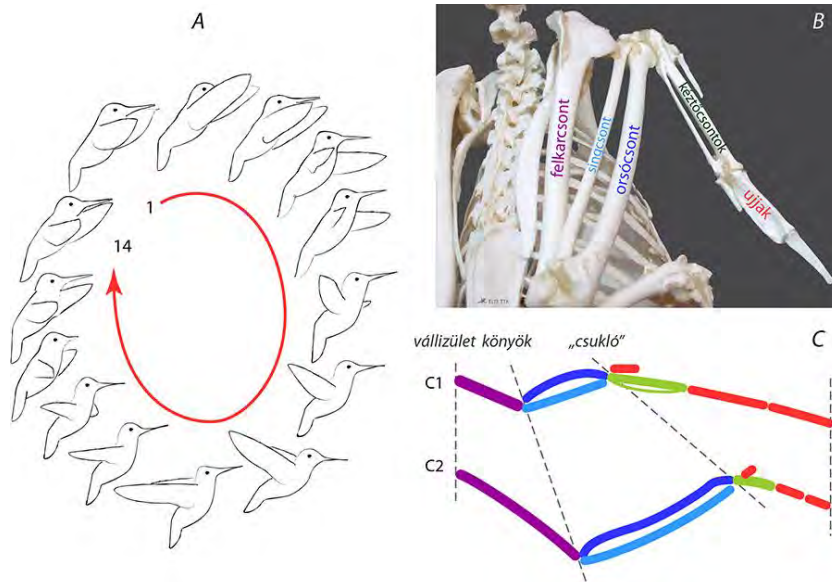 A
1
14
B
felkarcsont
singcsont
orsócsont
kéztőcsontok
ujjak
vállizület könyök „csukló”
C
C1
C2